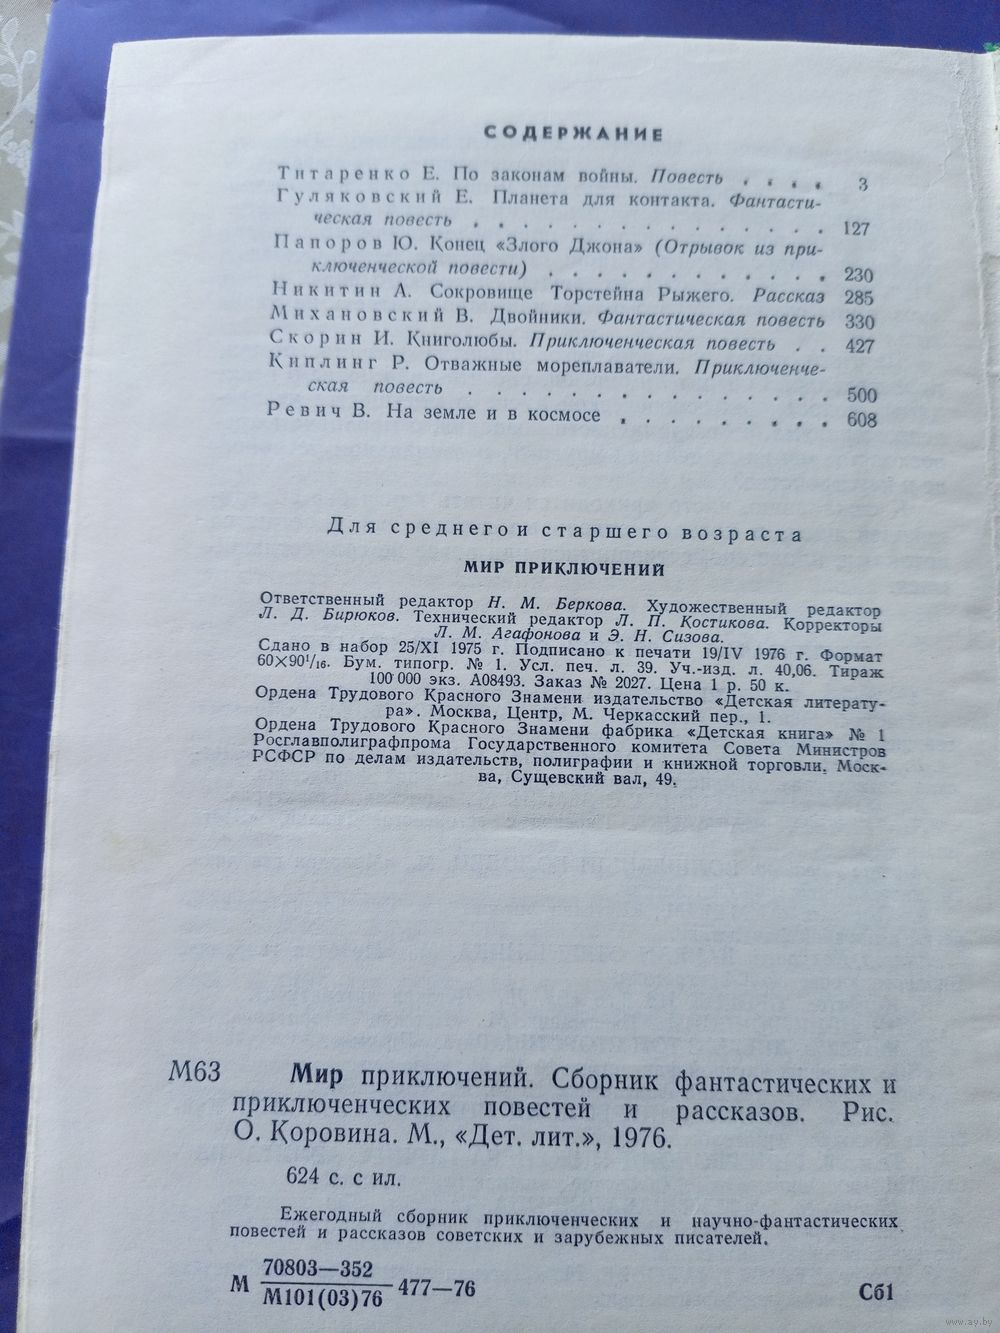 СОДЕРЖАНИЕ
Титаренко Е. По законам войны. Повесть . . . . 3
Гуляковский Е. Планета для контакта. Фантасти-
ческая повесть . . . . . . . . . . . . . . 127
Папоров Ю. Конец «Злого Джона» (Отрывок из при-
ключенческой повести) . . . . . . . . . . . 230
Никитин А. Сокровище Торстейна Рыжего. Рассказ 285
Михановский В. Двойники. Фантастическая повесть 330
Скорин И. Книголюбы. Приключенческая повесть . . 427
Киплинг Р. Отважные мореплаватели. Приключенче-
ская повесть . . . . . . . . . . . . . . 500
Ревич В. На земле и в космосе . . . . . . . . . 608
Для среднего и старшего возраста
МИР ПРИКЛЮЧЕНИЙ
Ответственный редактор Н. М. Беркова. Художественный редактор
Л. Д. Бирюков. Технический редактор Л. П. Костикова. Корректоры
Л. М. Агафонова и Э. Н. Сизова.
Сдано в набор 25/XI 1975 г. Подписано к печати 19/IV 1976 г. Формат
60×90¹/₁₆. Бум. типогр. № 1. Усл. печ. л. 39. Уч.-изд. л. 40,06. Тираж
100 000 экз. А08493. Заказ № 2027. Цена 1 р. 50 к.
Ордена Трудового Красного Знамени издательство «Детская литерату-
ра». Москва, Центр, М. Черкасский пер., 1.
Ордена Трудового Красного Знамени фабрика «Детская книга» № 1
Росглавполиграфпрома Государственного комитета Совета Министров
РСФСР по делам издательств, полиграфии и книжной торговли. Моск-
ва, Сущевский вал, 49.
М63 Мир приключений. Сборник фантастических и
приключенческих повестей и рассказов. Рис.
О. Коровина. М., «Дет. лит.», 1976.
624 с. с ил.
Ежегодный сборник приключенческих и научно-фантастических
повестей и рассказов советских и зарубежных писателей.
70803—352
М 477—76
М101(03)76
Сб1
www.ay.by